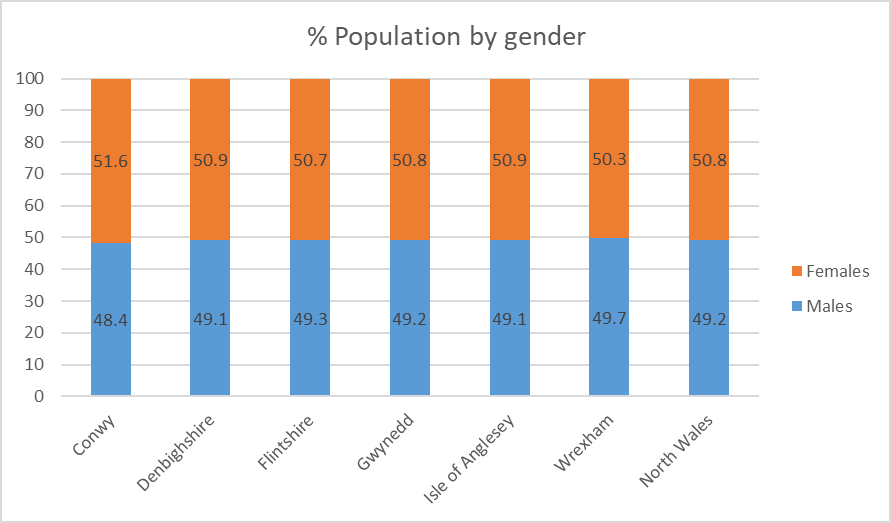 % Population by gender
100
90
80
70
60
50
40
30
20
10
0
51.6 50.9 50.7 50.8 50.9 50.3 50.8
48.4 49.1 49.3 49.2 49.1 49.7 49.2
Conwy
Denbighshire
Flintshire
Gwynedd
Isle of Anglesey
Wrexham
North Wales
Females
Males